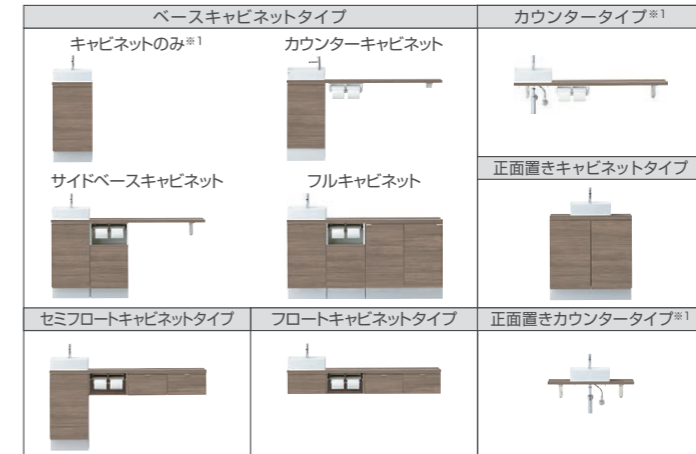 ベースキャビネットタイプ
キャビネットのみ※1
カウンターキャビネット
サイドベースキャビネット
フルキャビネット
カウンタータイプ※1
正面置きキャビネットタイプ
セミフロートキャビネットタイプ
フロートキャビネットタイプ
正面置きカウンタータイプ※1